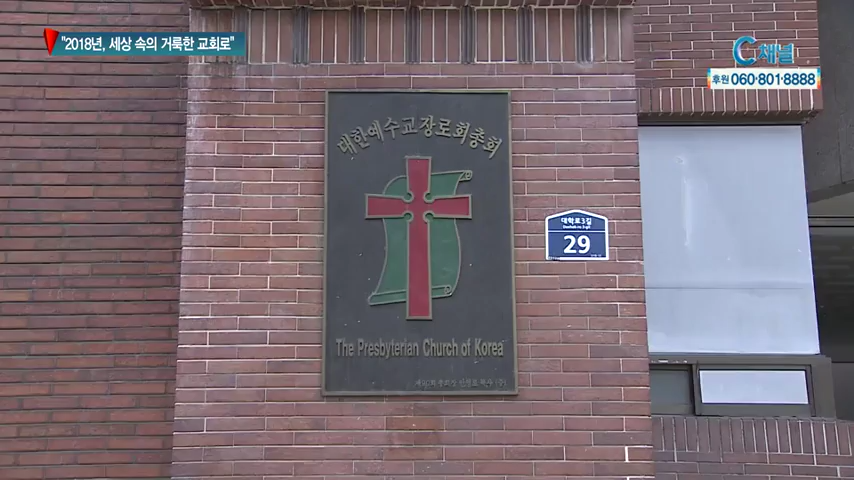 "2018년, 세상 속의 거룩한 교회로"
C채널
후원 060·801·8888
대한예수교장로회총회
대학로3길
29
The Presbyterian Church of Korea